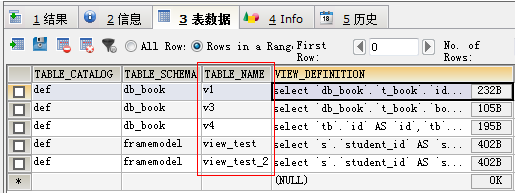 1 结果 2 信息 3 表数据 4 Info 5 历史
All Row: Rows in a Rang First Row: 0 No. of Rows:
TABLE_CATALOG TABLE_SCHEMA TABLE_NAME VIEW_DEFINITION
def db_book v1 select `db_book`.`t_book`.`id... 232B
def db_book v3 select `db_book`.`t_book`.`bo... 105B
def db_book v4 select `tb`.`id` AS `id`,`tb`... 195B
def framemodel view_test select `s`.`student_id` AS `s... 402B
def framemodel view_test_2 select `s`.`student_id` AS `s... 402B
* (NULL) 0K